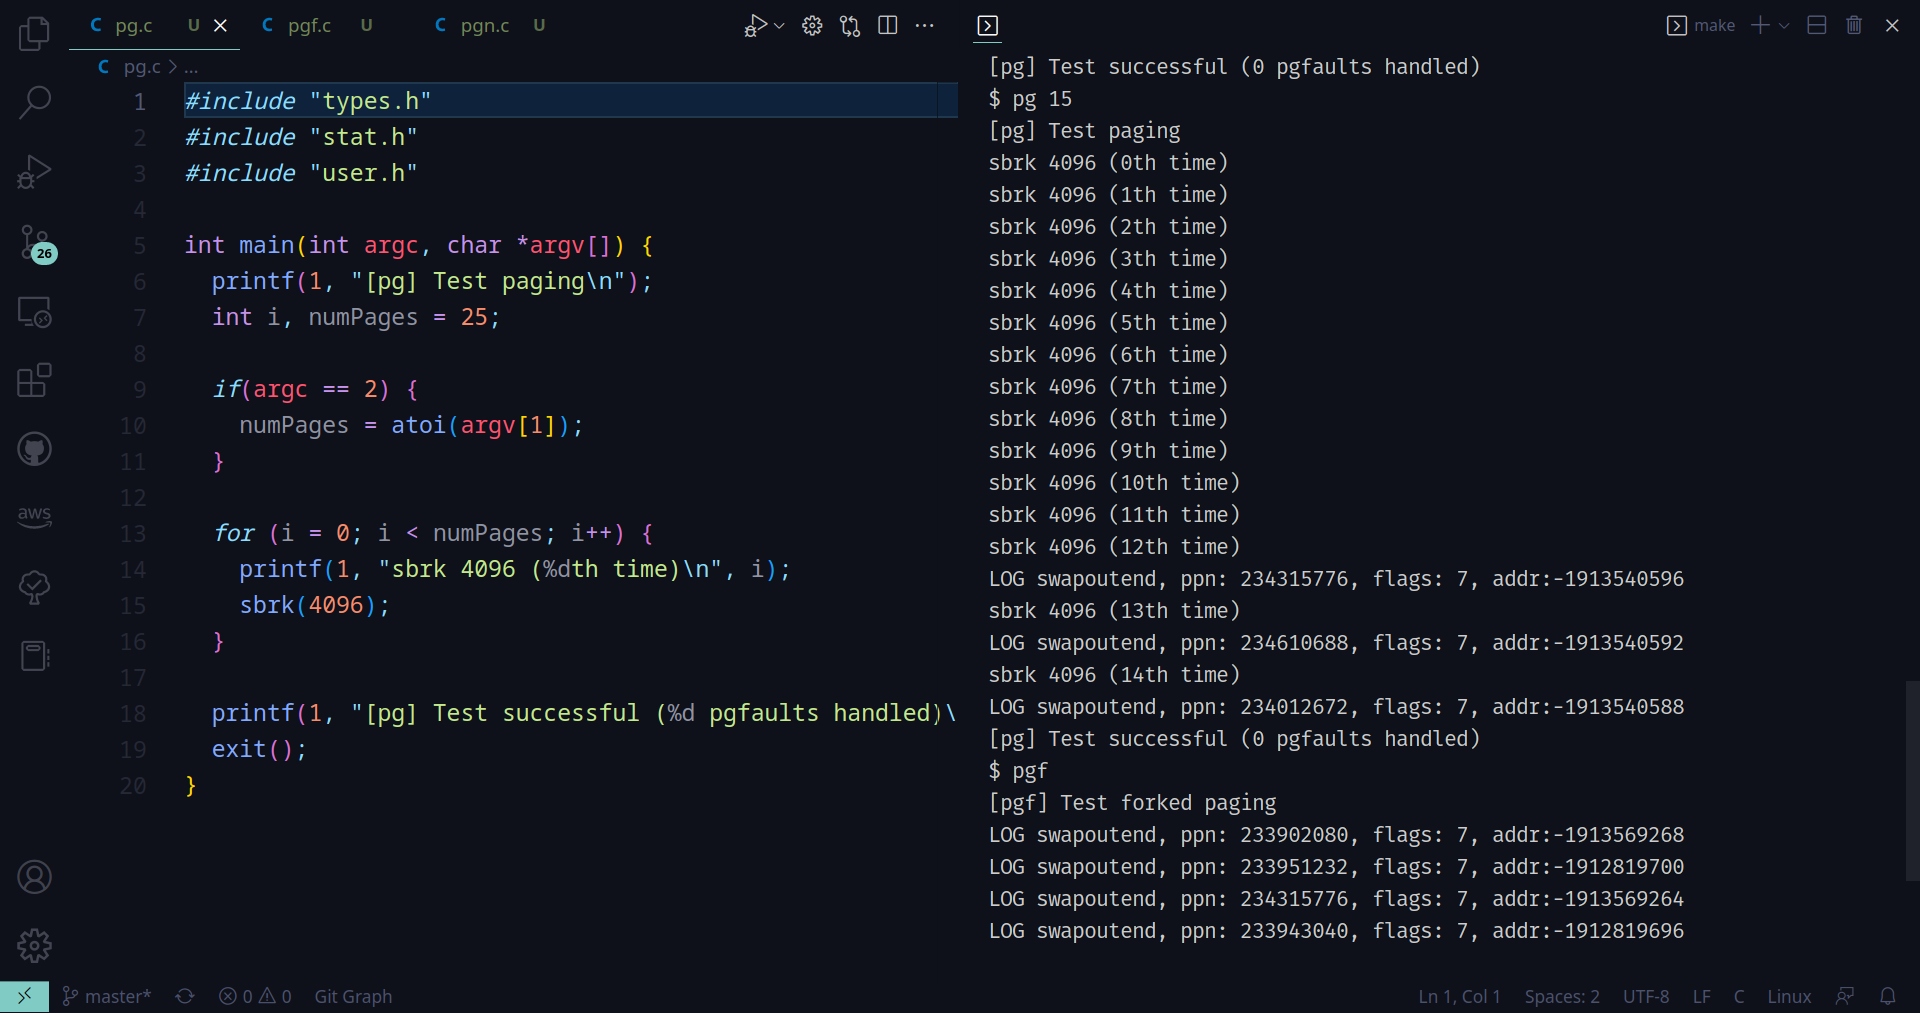 pg.c U
pgf.c U
pgn.c U
make
pg.c > ...
1 #include "types.h"
2 #include "stat.h"
3 #include "user.h"
4
5 int main(int argc, char *argv[]) {
6 printf(1, "[pg] Test paging\n");
7 int i, numPages = 25;
8
9 if(argc == 2) {
10 numPages = atoi(argv[1]);
11 }
12
13 for (i = 0; i < numPages; i++) {
14 printf(1, "sbrk 4096 (%dth time)\n", i);
15 sbrk(4096);
16 }
17
18 printf(1, "[pg] Test successful (%d pgfaults handled)\
19 exit();
20 }
26
aws
[pg] Test successful (0 pgfaults handled)
$ pg 15
[pg] Test paging
sbrk 4096 (0th time)
sbrk 4096 (1th time)
sbrk 4096 (2th time)
sbrk 4096 (3th time)
sbrk 4096 (4th time)
sbrk 4096 (5th time)
sbrk 4096 (6th time)
sbrk 4096 (7th time)
sbrk 4096 (8th time)
sbrk 4096 (9th time)
sbrk 4096 (10th time)
sbrk 4096 (11th time)
sbrk 4096 (12th time)
LOG swapoutend, ppn: 234315776, flags: 7, addr:-1913540596
sbrk 4096 (13th time)
LOG swapoutend, ppn: 234610688, flags: 7, addr:-1913540592
sbrk 4096 (14th time)
LOG swapoutend, ppn: 234012672, flags: 7, addr:-1913540588
[pg] Test successful (0 pgfaults handled)
$ pgf
[pgf] Test forked paging
LOG swapoutend, ppn: 233902080, flags: 7, addr:-1913569268
LOG swapoutend, ppn: 233951232, flags: 7, addr:-1912819700
LOG swapoutend, ppn: 234315776, flags: 7, addr:-1913569264
LOG swapoutend, ppn: 233943040, flags: 7, addr:-1912819696
master* 0 0 Git Graph Ln 1, Col 1 Spaces: 2 UTF-8 LF C Linux